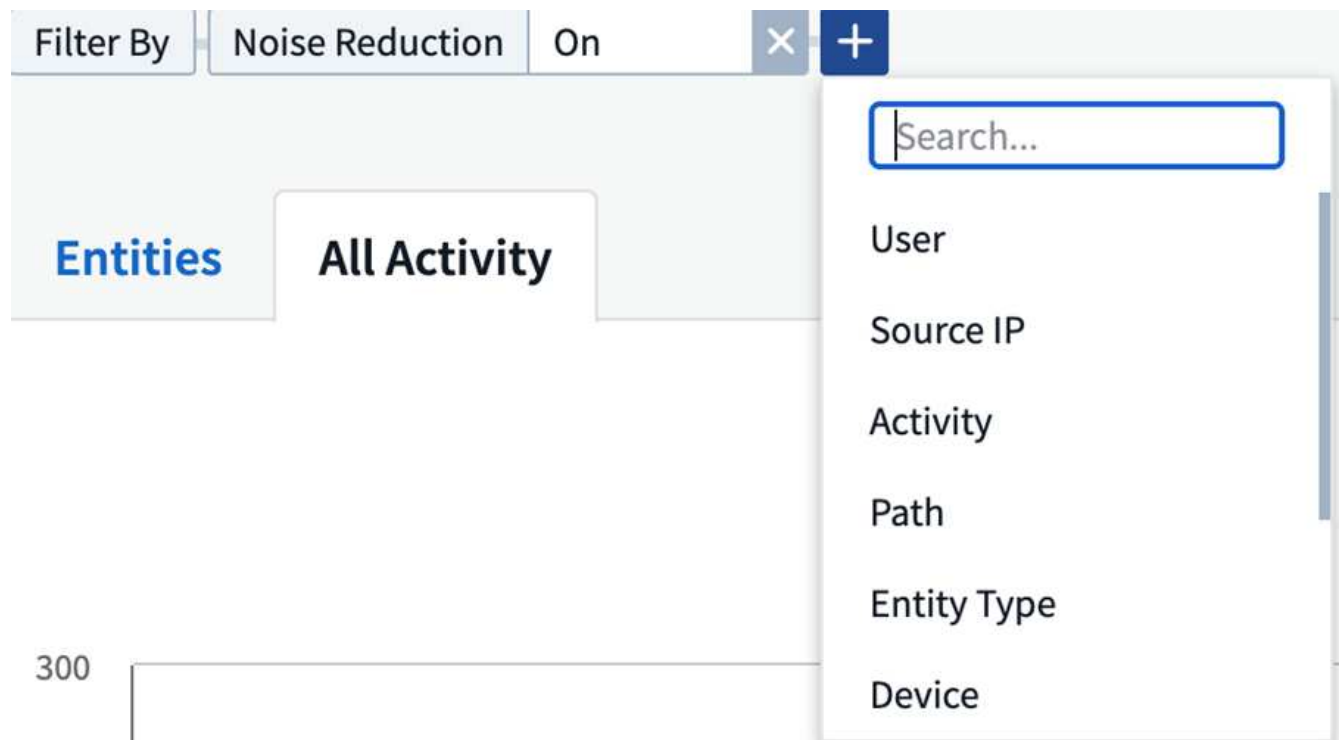 Filter By Noise Reduction On × +
Search...
Entities All Activity
User
Source IP
Activity
Path
Entity Type
Device
300